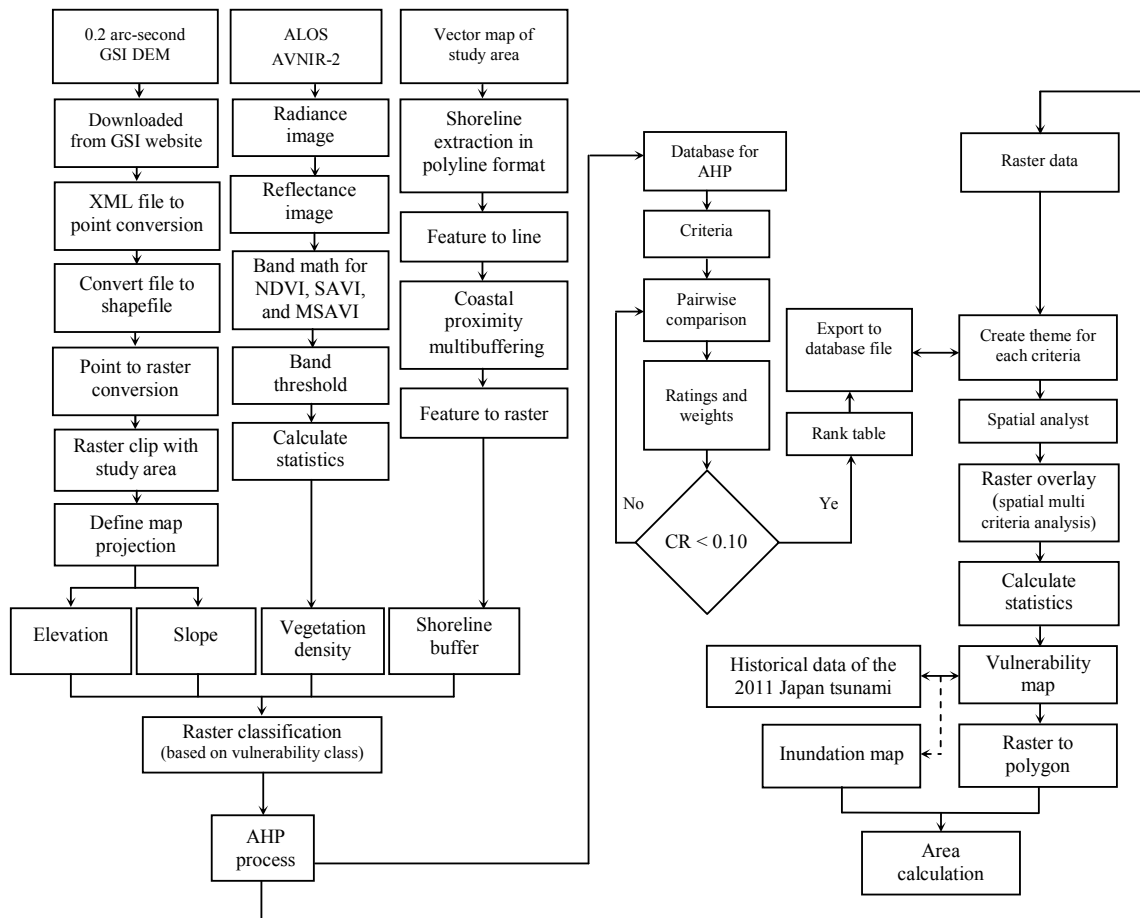 0.2 arc-second
GSI DEM
Downloaded
from GSI website
XML file to
point conversion
Convert file to
shapefile
Point to raster
conversion
Raster clip with
study area
Define map
projection
Elevation
Slope
ALOS
AVNIR-2
Radiance
image
Reflectance
image
Band math for
NDVI, SAVI,
and MSAVI
Band
threshold
Calculate
statistics
Vegetation
density
Vector map of
study area
Shoreline
extraction in
polyline format
Feature to line
Coastal
proximity
multibuffering
Feature to raster
Shoreline
buffer
Raster classification
(based on vulnerability class)
AHP
process
Database for
AHP
Criteria
Pairwise
comparison
Ratings and
weights
CR < 0.10
No
Ye
Rank table
Export to
database file
Raster data
Create theme for
each criteria
Spatial analyst
Raster overlay
(spatial multi
criteria analysis)
Calculate
statistics
Vulnerability
map
Historical data of the
2011 Japan tsunami
Inundation map
Raster to
polygon
Area
calculation